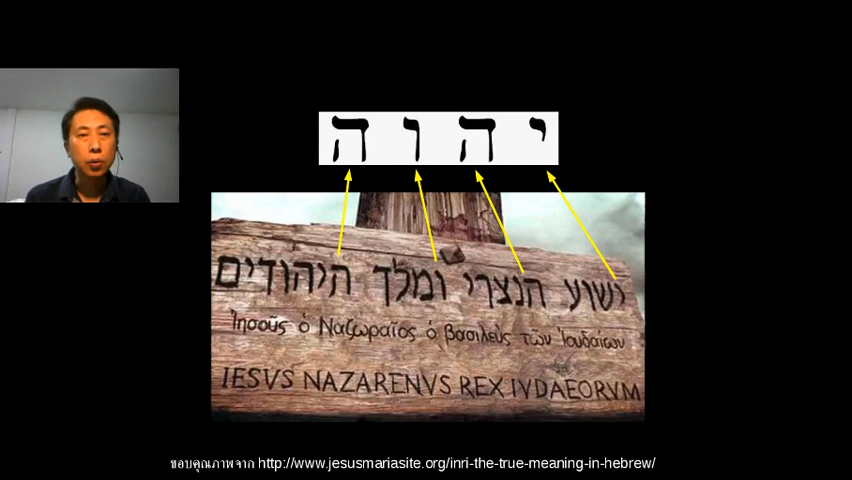 יהוה
ישוע הנצרי ומלך היהודים
Ἰησοῦς ὁ Ναζωραῖος ὁ βασιλεὺς τῶν Ἰουδαίων
IESVS NAZARENVS REX IVDAEORVM
ขอบคุณภาพจาก http://www.jesusmariasite.org/inri-the-true-meaning-in-hebrew/